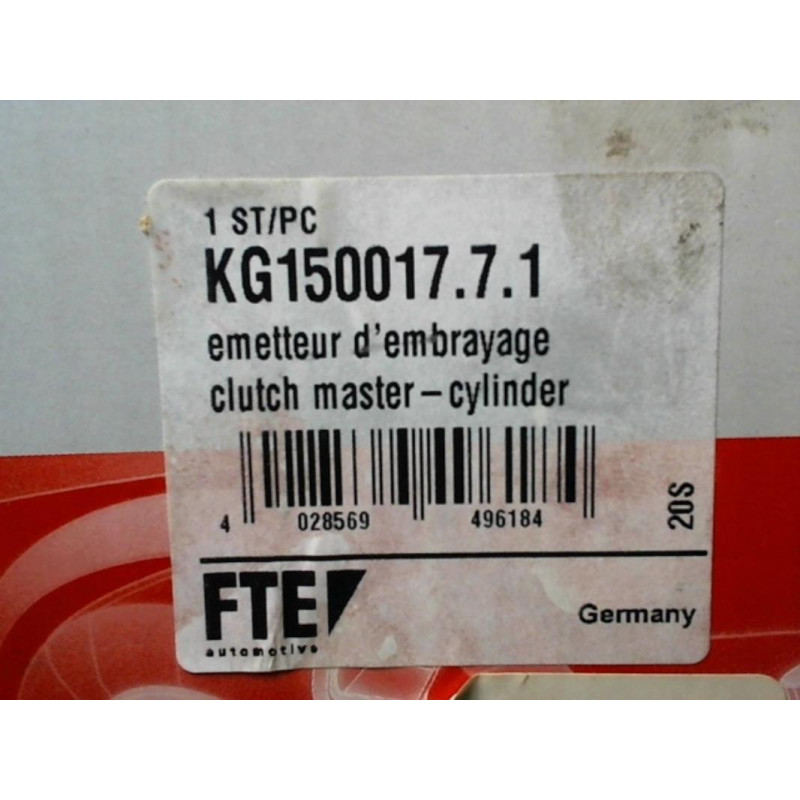 1 ST/PC
KG150017.7.1
emetteur d'embrayage
clutch master-cylinder
4 028569 496184
20S
FTE
automotive
Germany